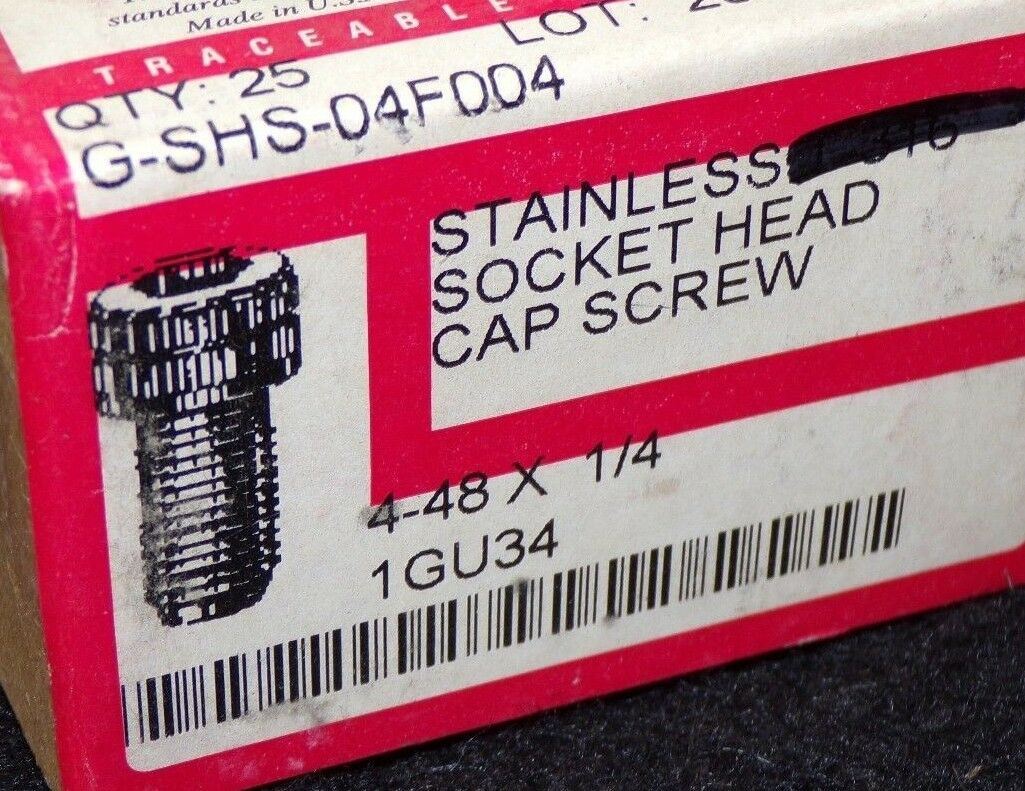 standards
Made in U.S.
TRACEABLE
LOT:
QTY: 25
G-SHS-04F004
STAINLESS 316
SOCKET HEAD
CAP SCREW
4-48 X 1/4
1GU34